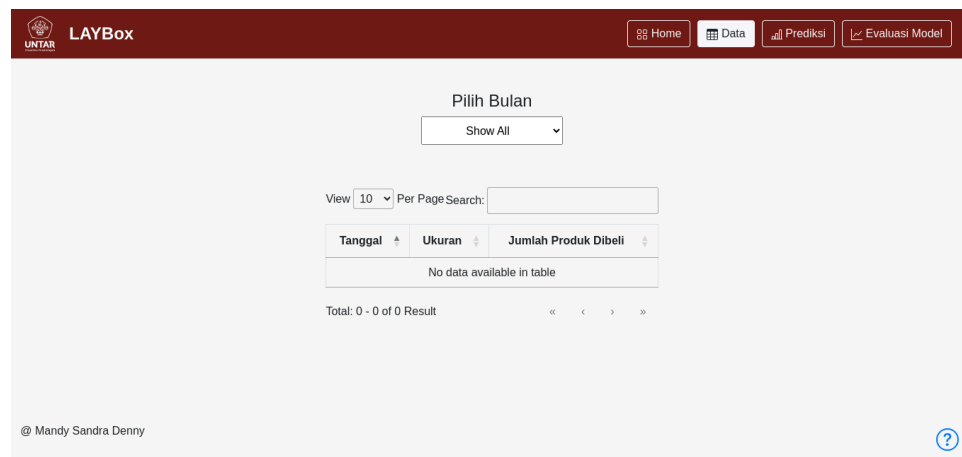 UNTAR
LAYBox
Home
Data
Prediksi
Evaluasi Model
Pilih Bulan
Show All
View 10 Per Page
Search:
Tanggal Ukuran Jumlah Produk Dibeli
No data available in table
Total: 0 - 0 of 0 Result
« ‹ › »
@ Mandy Sandra Denny
?